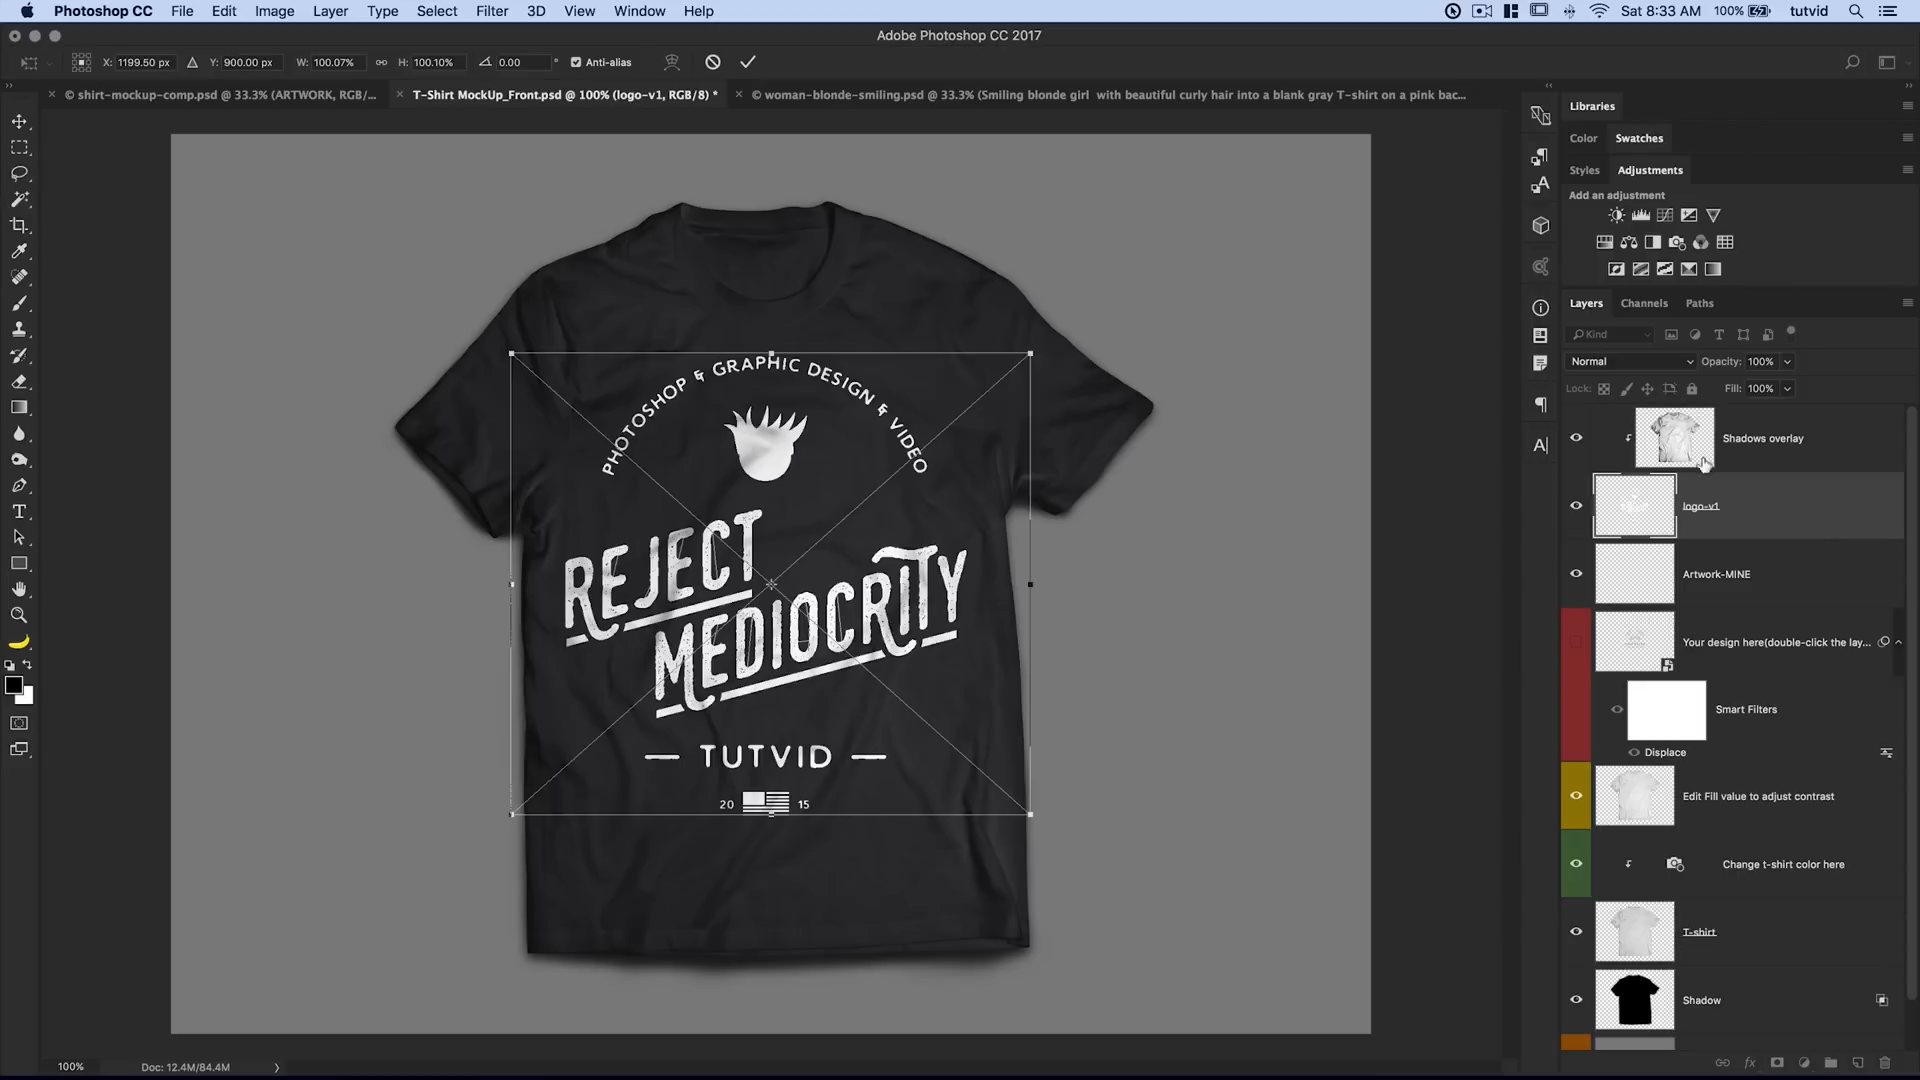 Photoshop CC File Edit Image Layer Type Select Filter 3D View Window Help Sat 8:33 AM 100% tutvid
Adobe Photoshop CC 2017
X: 1199.50 px Y: 900.00 px W: 100.07% H: 100.10% 0.00 ° Anti-alias
© shirt-mockup-comp.psd @ 33.3% (ARTWORK, RGB/... T-Shirt MockUp_Front.psd @ 100% (logo-v1, RGB/8) * © woman-blonde-smiling.psd @ 33.3% (Smiling blonde girl with beautiful curly hair into a blank gray T-shirt on a pink bac...
Libraries
Color Swatches
Styles Adjustments
Add an adjustment
Layers Channels Paths
Kind
Normal Opacity: 100%
Lock: Fill: 100%
Shadows overlay
logo-v1
Artwork-MINE
Your design here(double-click the lay...
Smart Filters
Displace
Edit Fill value to adjust contrast
Change t-shirt color here
T-shirt
Shadow
PHOTOSHOP & GRAPHIC DESIGN & VIDEO
REJECT
MEDIOCRITY
TUTVID
20 15
100% Doc: 12.4M/84.4M